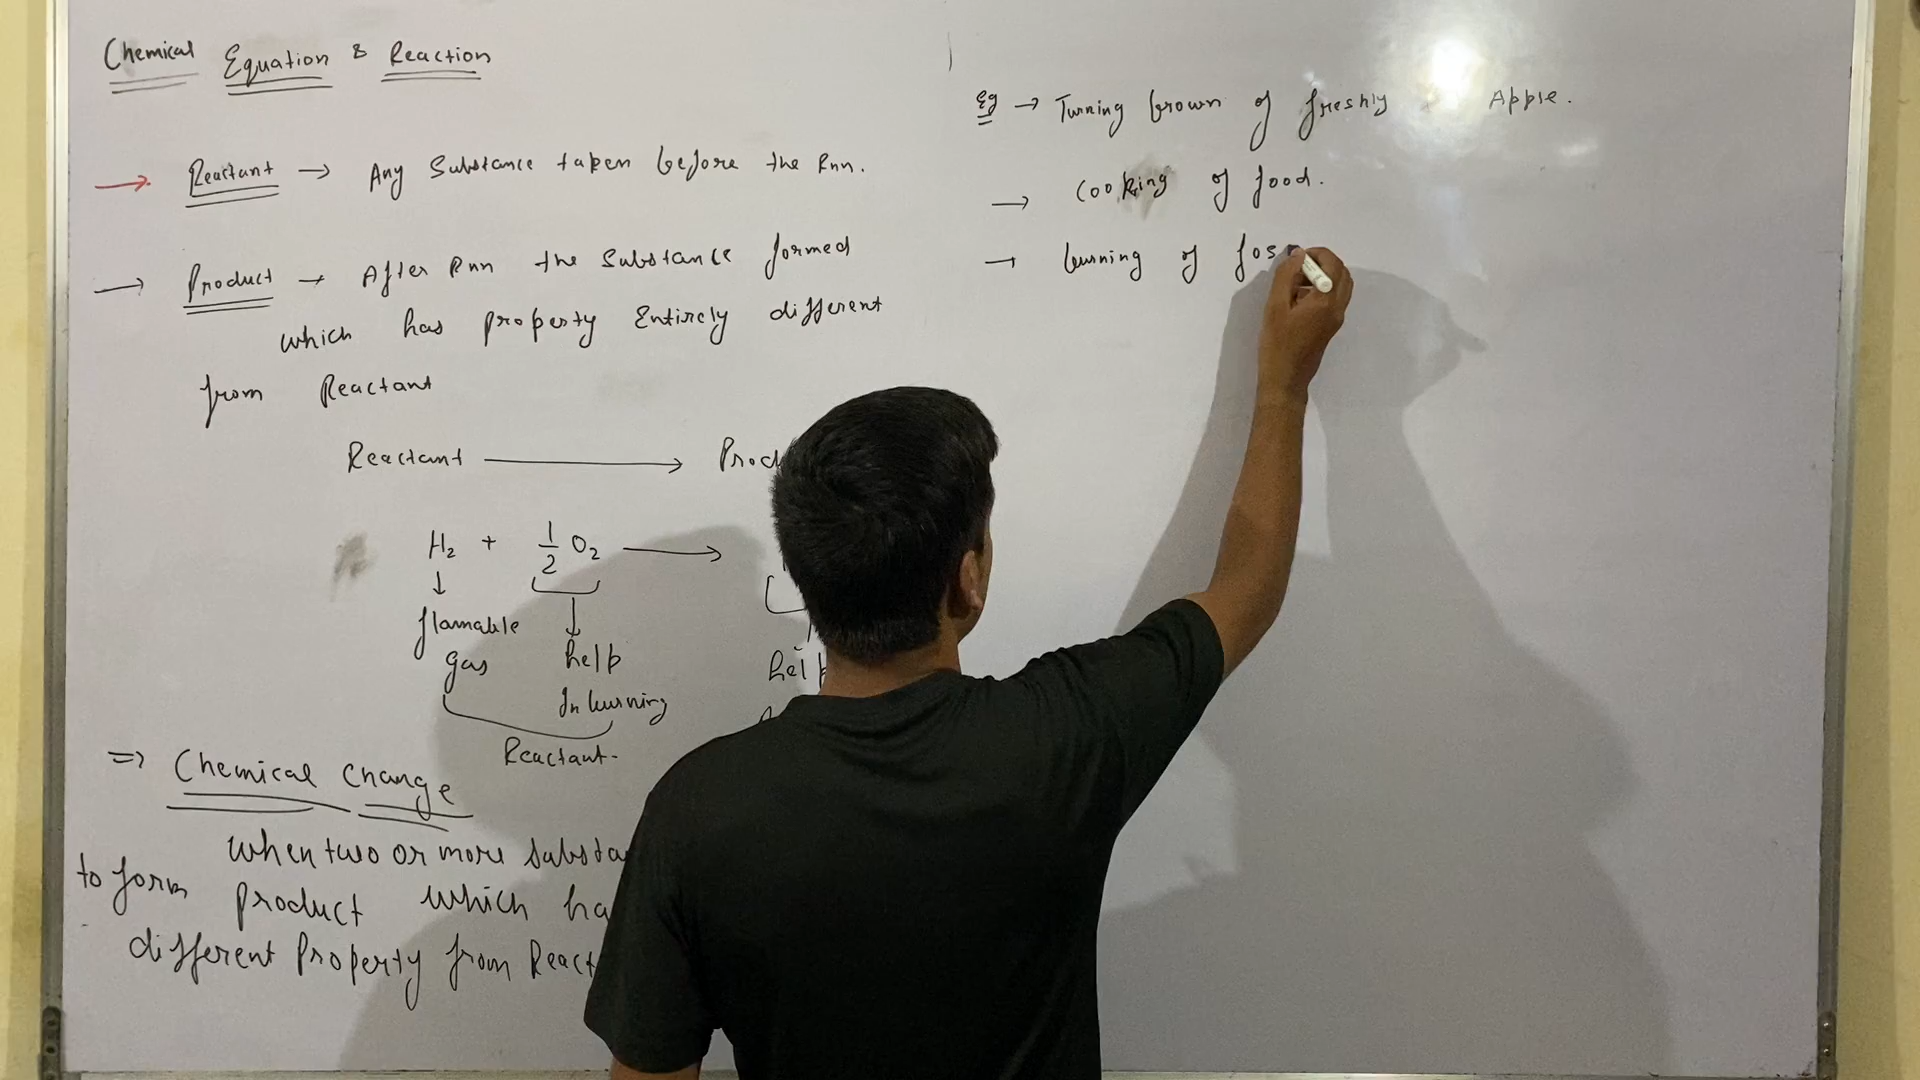 Chemical Equation & Reaction
→ Reactant → Any Substance taken before the Rnn.
→ Product → After Rnn the Substance formed
which has property Entirely different
from Reactant
Reactant → Prod
H₂ + 1/2 O₂ →
↓ ↓
flamable help help
gas In burning
Reactant.
⇒ Chemical Change
When two or more Substa
to form product which ha
different Property from React
Eg → Turning brown of freshly Apple.
→ Cooking of food.
→ burning of fos